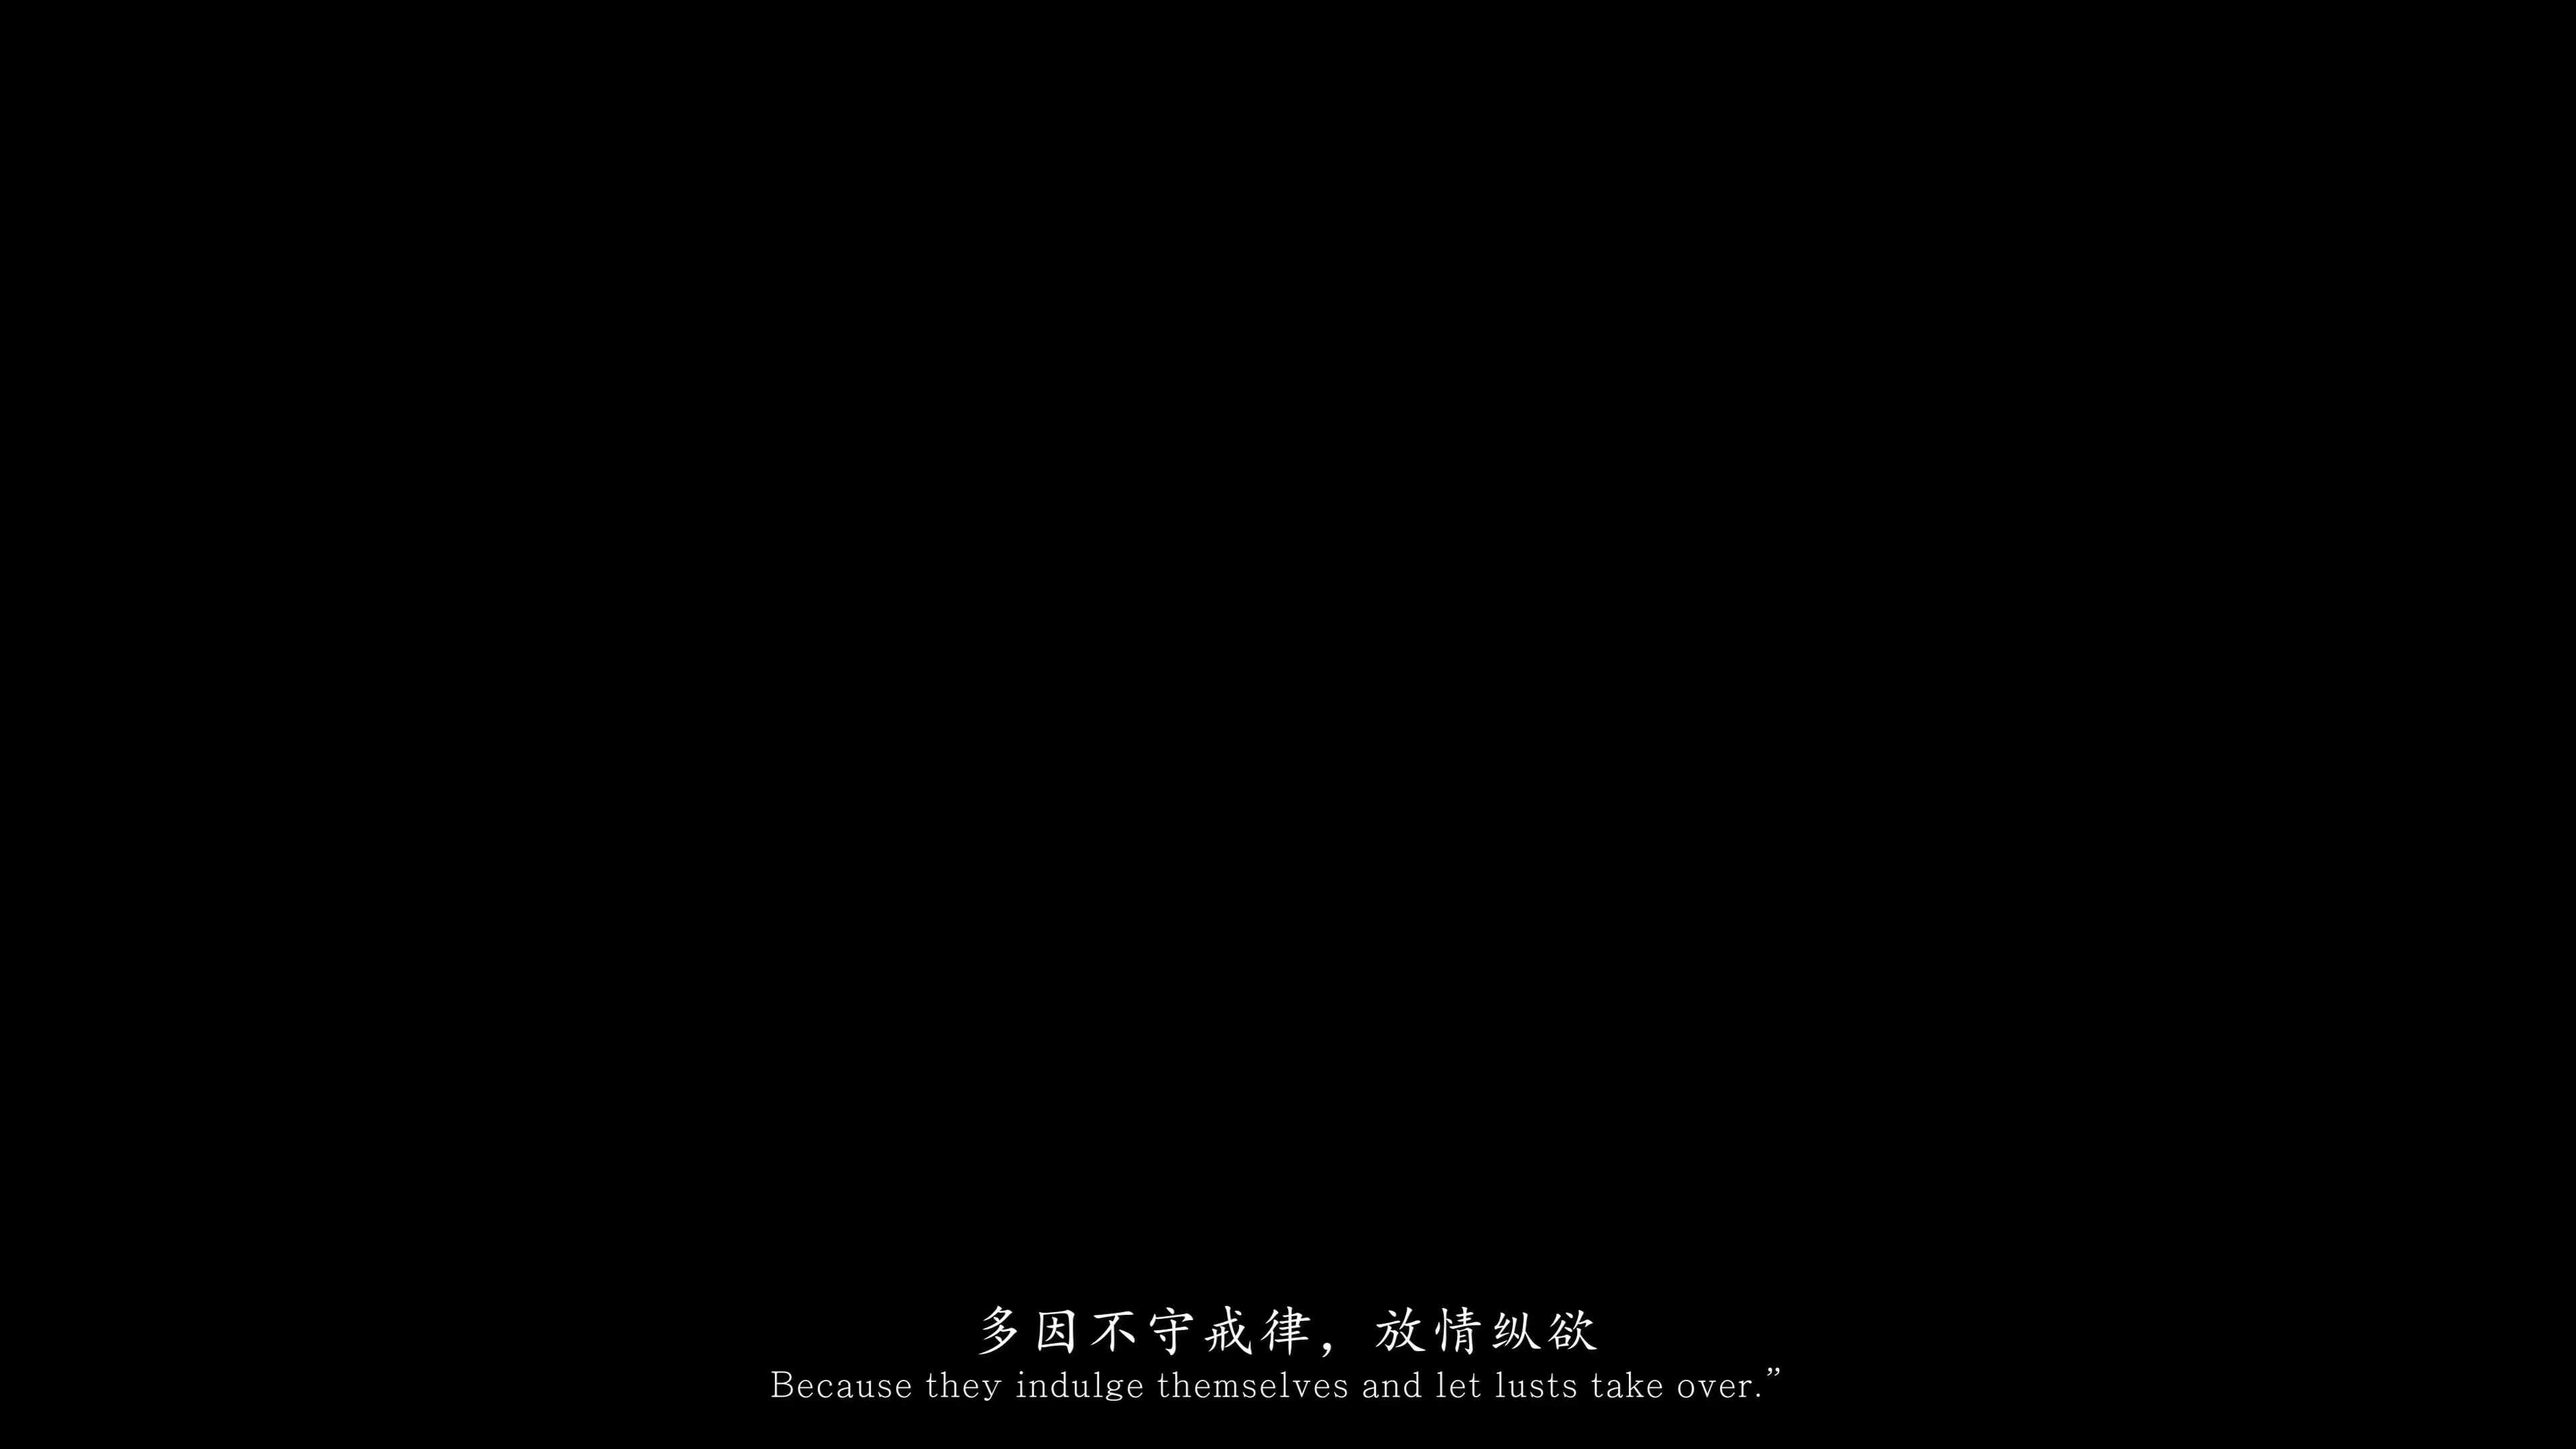 多因不守戒律，放情纵欲
Because they indulge themselves and let lusts take over.”